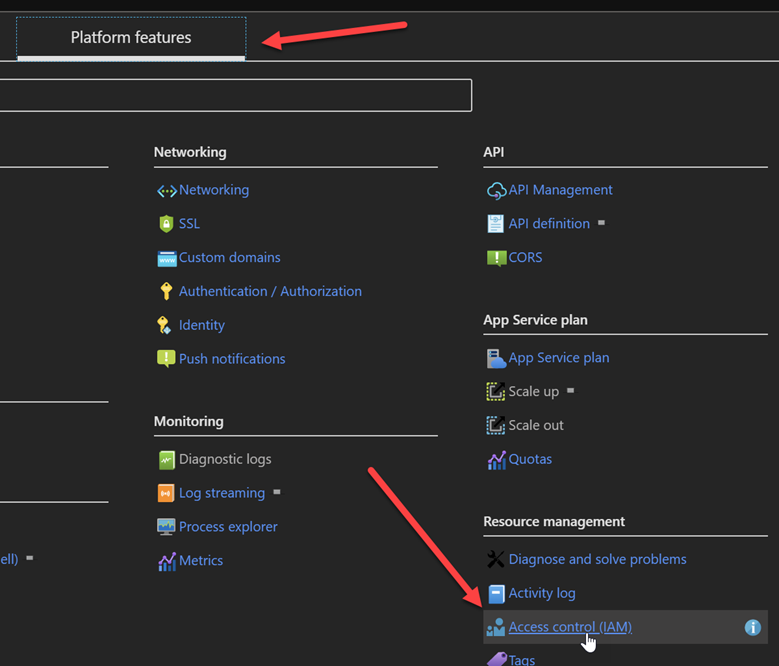 Platform features
Networking
Networking
SSL
Custom domains
Authentication / Authorization
Identity
Push notifications
Monitoring
Diagnostic logs
Log streaming
Process explorer
Metrics
ell)
API
API Management
API definition
CORS
App Service plan
App Service plan
Scale up
Scale out
Quotas
Resource management
Diagnose and solve problems
Activity log
Access control (IAM)
Tags